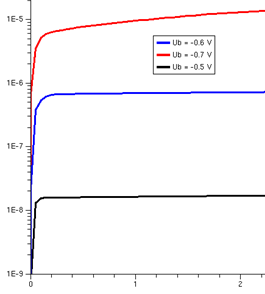 1E-5
Ub = -0.6 V
Ub = -0.7 V
Ub = -0.5 V
1E-6
1E-7
1E-8
1E-9
0 1 2